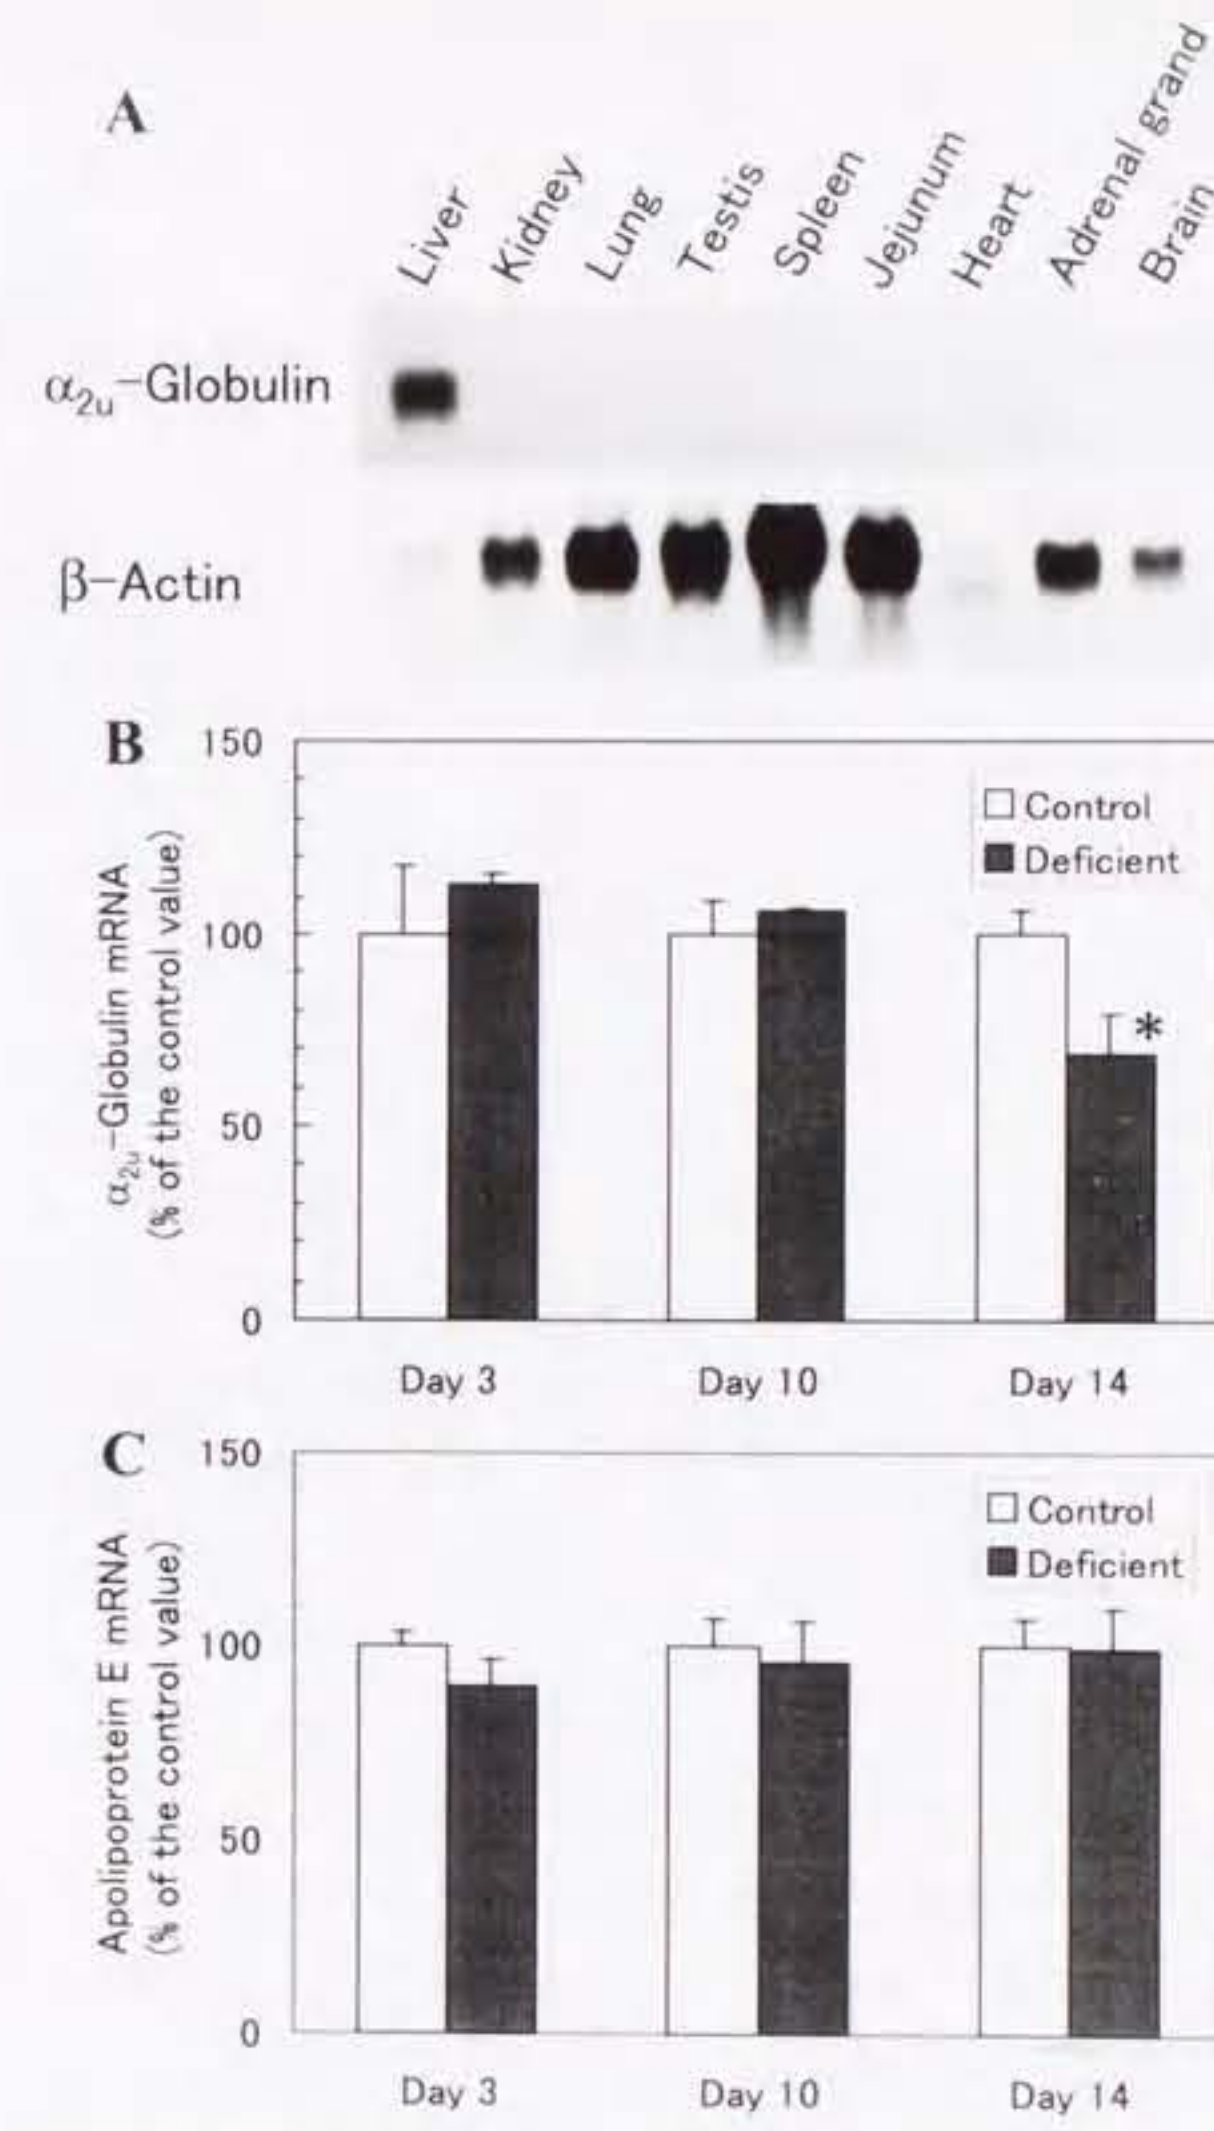 A
Liver
Kidney
Lung
Testis
Spleen
Jejunum
Heart
Adrenal grand
Brain
α2u-Globulin
β-Actin
B
α2u-Globulin mRNA
(% of the control value)
150
100
50
0
Control
Deficient
*
Day 3
Day 10
Day 14
C
Apolipoprotein E mRNA
(% of the control value)
150
100
50
0
Control
Deficient
Day 3
Day 10
Day 14